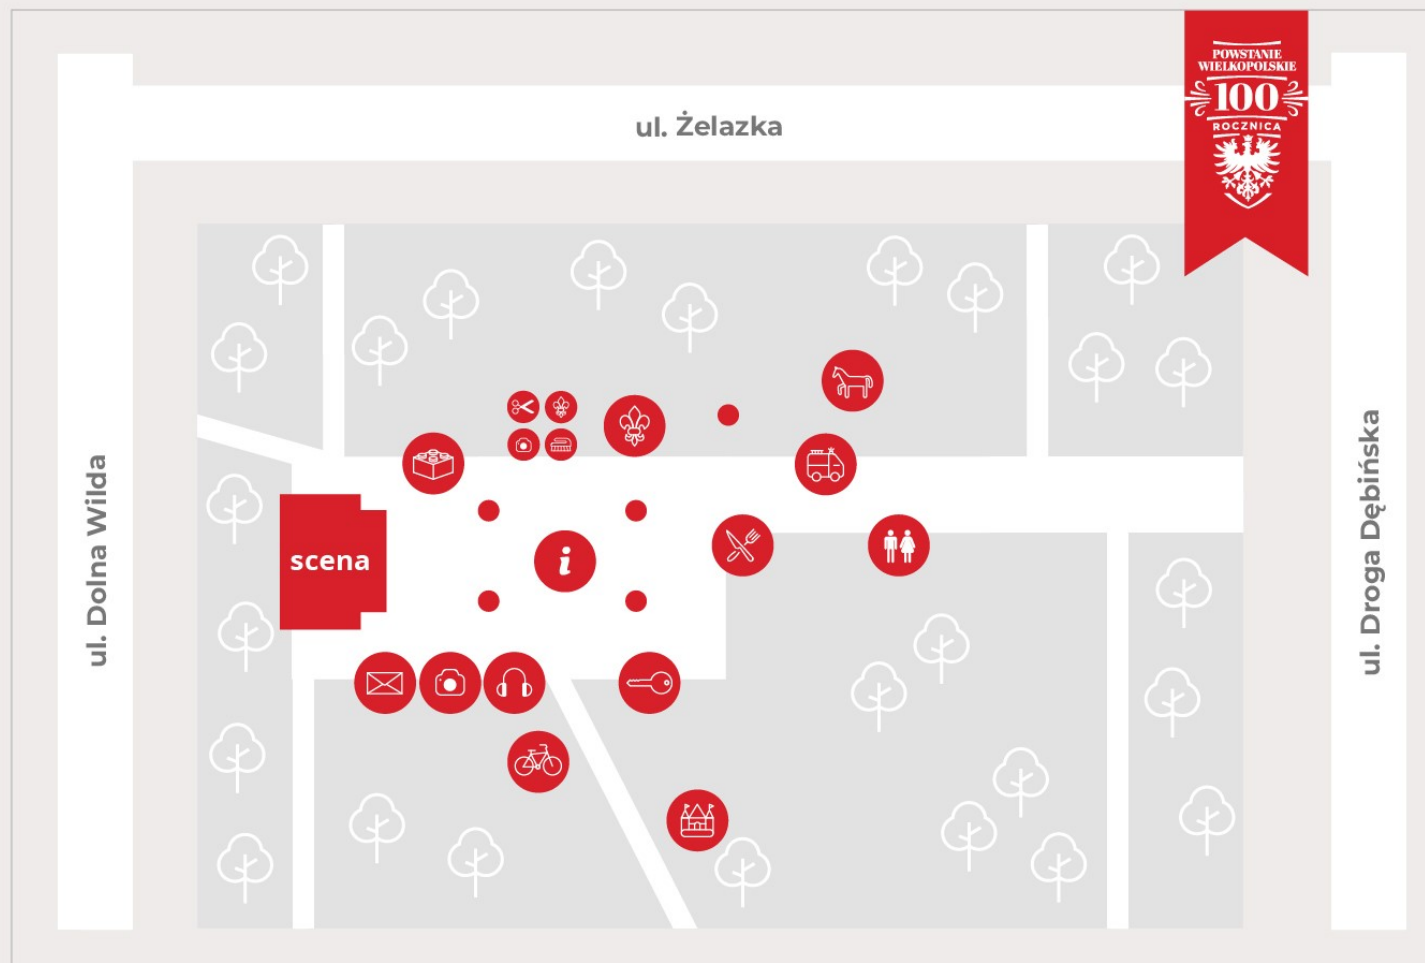 POWSTANIE
WIELKOPOLSKIE
100
ROCZNICA
ul. Żelazka
ul. Dolna Wilda
scena
i
ul. Droga Dębińska